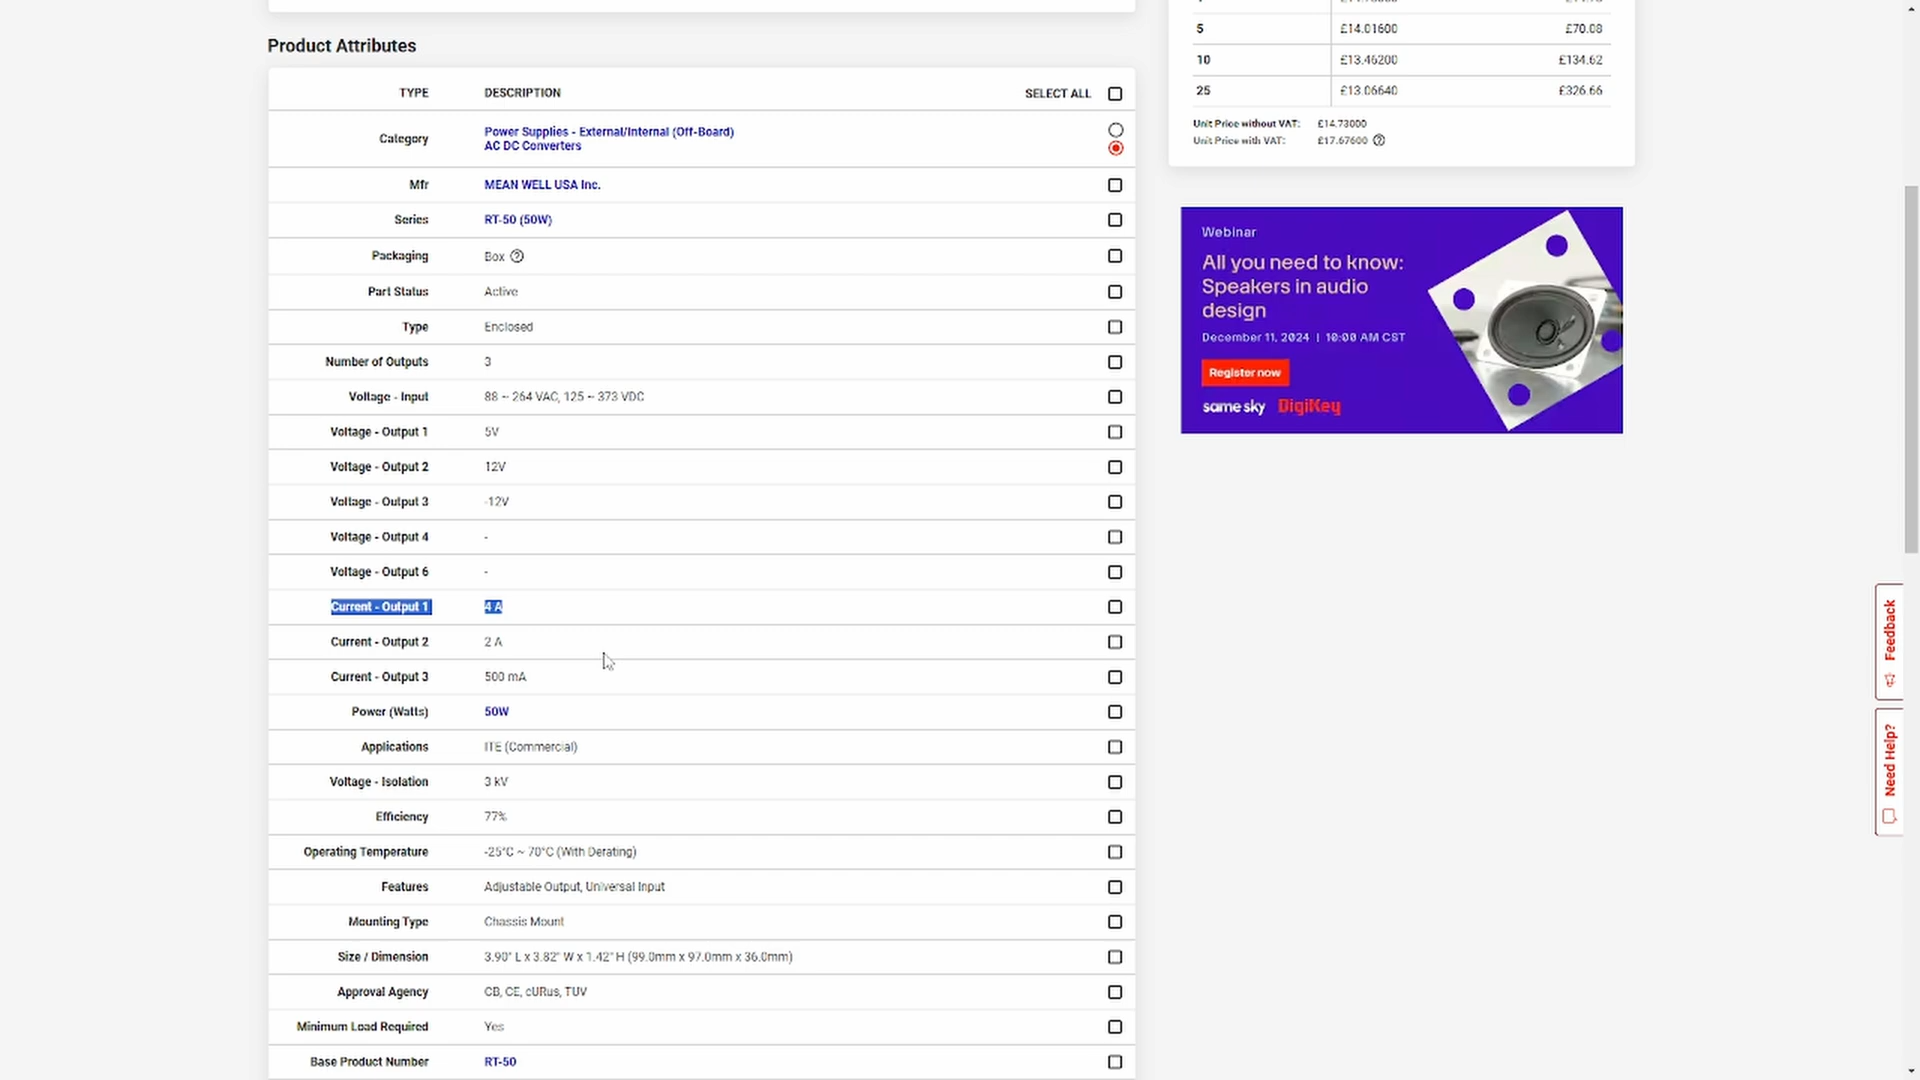 Product Attributes
TYPE DESCRIPTION SELECT ALL
Category Power Supplies - External/Internal (Off-Board)
AC DC Converters
Mfr MEAN WELL USA Inc.
Series RT-50 (50W)
Packaging Box
Part Status Active
Type Enclosed
Number of Outputs 3
Voltage - Input 88 ~ 264 VAC, 125 ~ 373 VDC
Voltage - Output 1 5V
Voltage - Output 2 12V
Voltage - Output 3 -12V
Voltage - Output 4 -
Voltage - Output 6 -
Current - Output 1 4 A
Current - Output 2 2 A
Current - Output 3 500 mA
Power (Watts) 50W
Applications ITE (Commercial)
Voltage - Isolation 3 kV
Efficiency 77%
Operating Temperature -25°C ~ 70°C (With Derating)
Features Adjustable Output, Universal Input
Mounting Type Chassis Mount
Size / Dimension 3.90" L x 3.82" W x 1.42" H (99.0mm x 97.0mm x 36.0mm)
Approval Agency CB, CE, cURus, TUV
Minimum Load Required Yes
Base Product Number RT-50
5 £14.01600 £70.08
10 £13.46200 £134.62
25 £13.06640 £326.66
Unit Price without VAT: £14.73000
Unit Price with VAT: £17.67600
Webinar
All you need to know:
Speakers in audio
design
December 11, 2024 | 10:00 AM CST
Register now
same sky DigiKey
Feedback
Need Help?